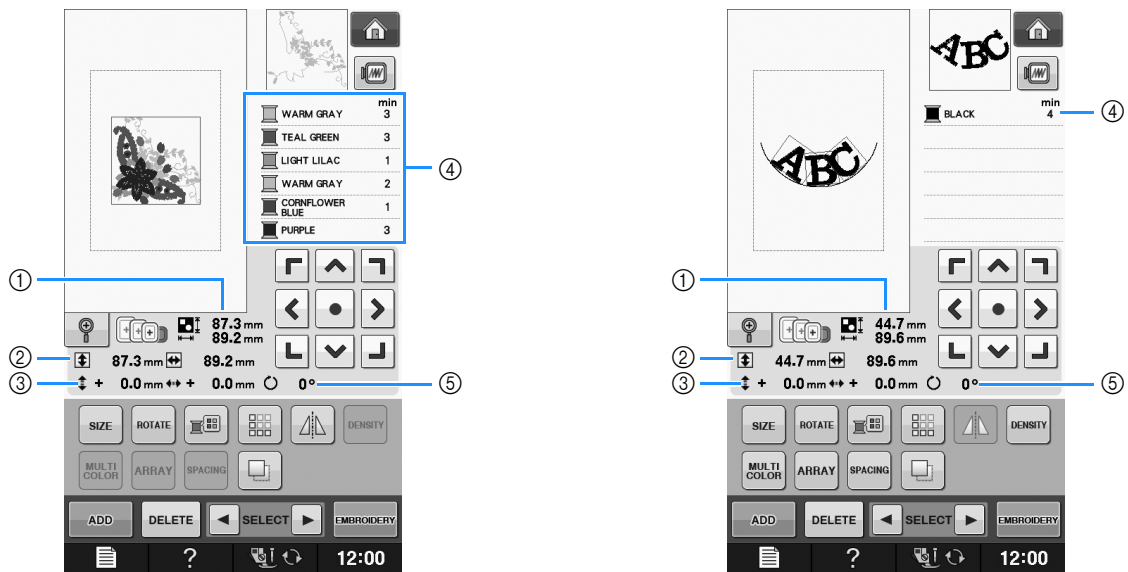 min
WARM GRAY 3
TEAL GREEN 3
LIGHT LILAC 1
WARM GRAY 2
CORNFLOWER
BLUE 1
PURPLE 3
④
①
87.3 mm
89.2 mm
② 87.3 mm 89.2 mm
③ + 0.0 mm + 0.0 mm 0° ⑤
SIZE ROTATE DENSITY
MULTI
COLOR ARRAY SPACING
ADD DELETE SELECT EMBROIDERY
? 12:00
ABC
min
BLACK 4 ④
ABC
①
44.7 mm
89.6 mm
② 44.7 mm 89.6 mm
③ + 0.0 mm + 0.0 mm 0° ⑤
SIZE ROTATE DENSITY
MULTI
COLOR ARRAY SPACING
ADD DELETE SELECT EMBROIDERY
? 12:00